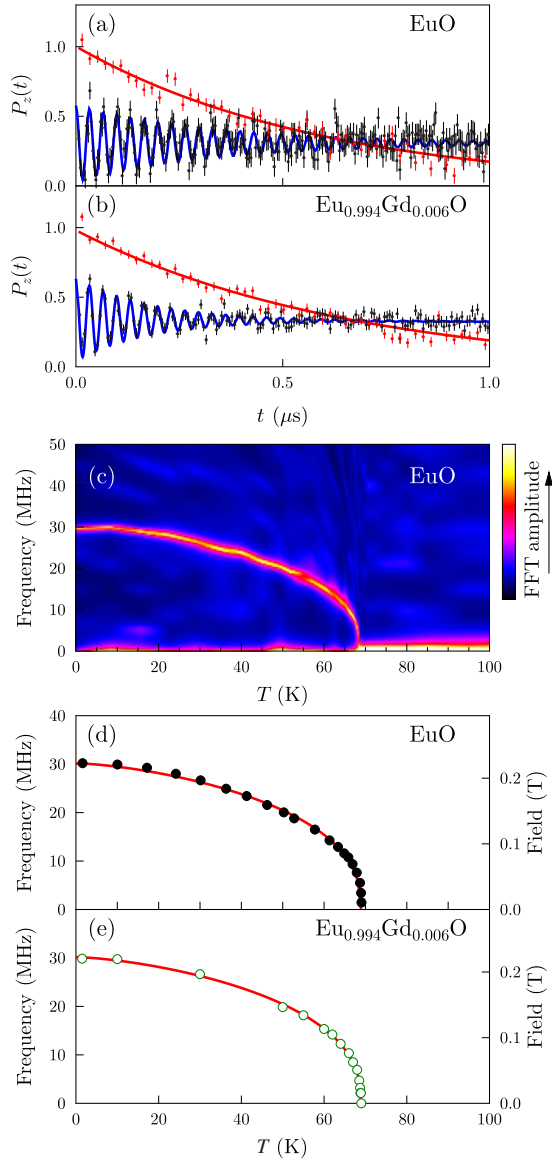 (a) EuO
P_z(t)
1.0
0.5
0.0
(b) Eu0.994Gd0.006O
P_z(t)
1.0
0.5
0.0
0.0 0.5 1.0
t (μs)
(c) EuO
Frequency (MHz)
50
40
30
20
10
0
0 20 40 60 80 100
T (K)
FFT amplitude
(d) EuO
Frequency (MHz)
40
30
20
10
0
Field (T)
0.2
0.1
0.0
(e) Eu0.994Gd0.006O
Frequency (MHz)
30
20
10
0
Field (T)
0.2
0.1
0.0
0 20 40 60 80 100
T (K)